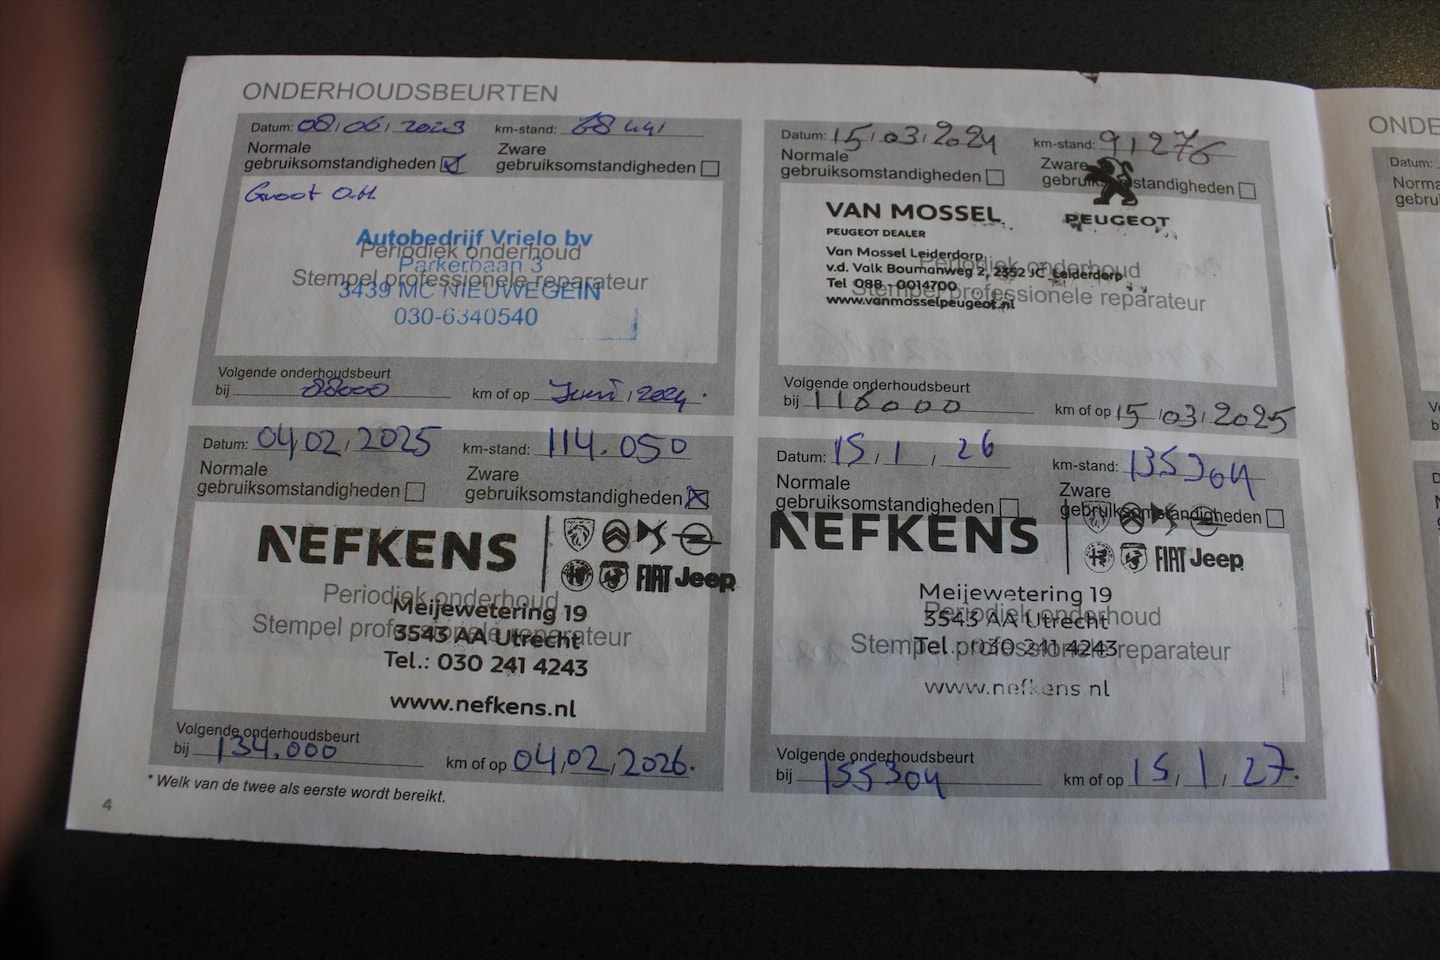 ONDERHOUDSBEURTEN
Datum: 08 / 06 / 2023 km-stand: 68 441
Normale Zware
gebruiksomstandigheden gebruiksomstandigheden
Groot O.H.
Autobedrijf Vrielo bv
Periodiek onderhoud
Parkerbaan 3
Stempel professionele reparateur
3439 MC NIEUWEGEIN
030-6340540
Volgende onderhoudsbeurt
bij 88000 km of op Juni / 2024 *
Datum: 15 / 03 / 2024 km-stand: 91276
Normale Zware
gebruiksomstandigheden gebruiksomstandigheden
VAN MOSSEL PEUGEOT
PEUGEOT DEALER
Van Mossel Leiderdorp
Periodiek onderhoud
v.d. Valk Boumanweg 2, 2352 JC Leiderdorp
Tel 088 - 0014700
Stempel professionele reparateur
www.vanmosselpeugeot.nl
Volgende onderhoudsbeurt
bij 116000 km of op 15 / 03 / 2025
Datum: 04 / 02 / 2025 km-stand: 114.050
Normale Zware
gebruiksomstandigheden gebruiksomstandigheden
NEFKENS
FIAT Jeep
Periodiek onderhoud
Meijewetering 19
Stempel professionele reparateur
3543 AA Utrecht
Tel.: 030 241 4243
www.nefkens.nl
Volgende onderhoudsbeurt
bij 134.000 km of op 04 / 02 / 2026.
Datum: 15 / 1 / 26 km-stand: 135304
Normale Zware
gebruiksomstandigheden gebruiksomstandigheden
NEFKENS
FIAT Jeep
Meijewetering 19
Periodiek onderhoud
3543 AA Utrecht
Stempel professionele reparateur
Tel.: 030 241 4243
www.nefkens.nl
Volgende onderhoudsbeurt
bij 155304 km of op 15 / 1 / 27.
* Welk van de twee als eerste wordt bereikt.
4
ONDE
Datum:
Norma
gebru